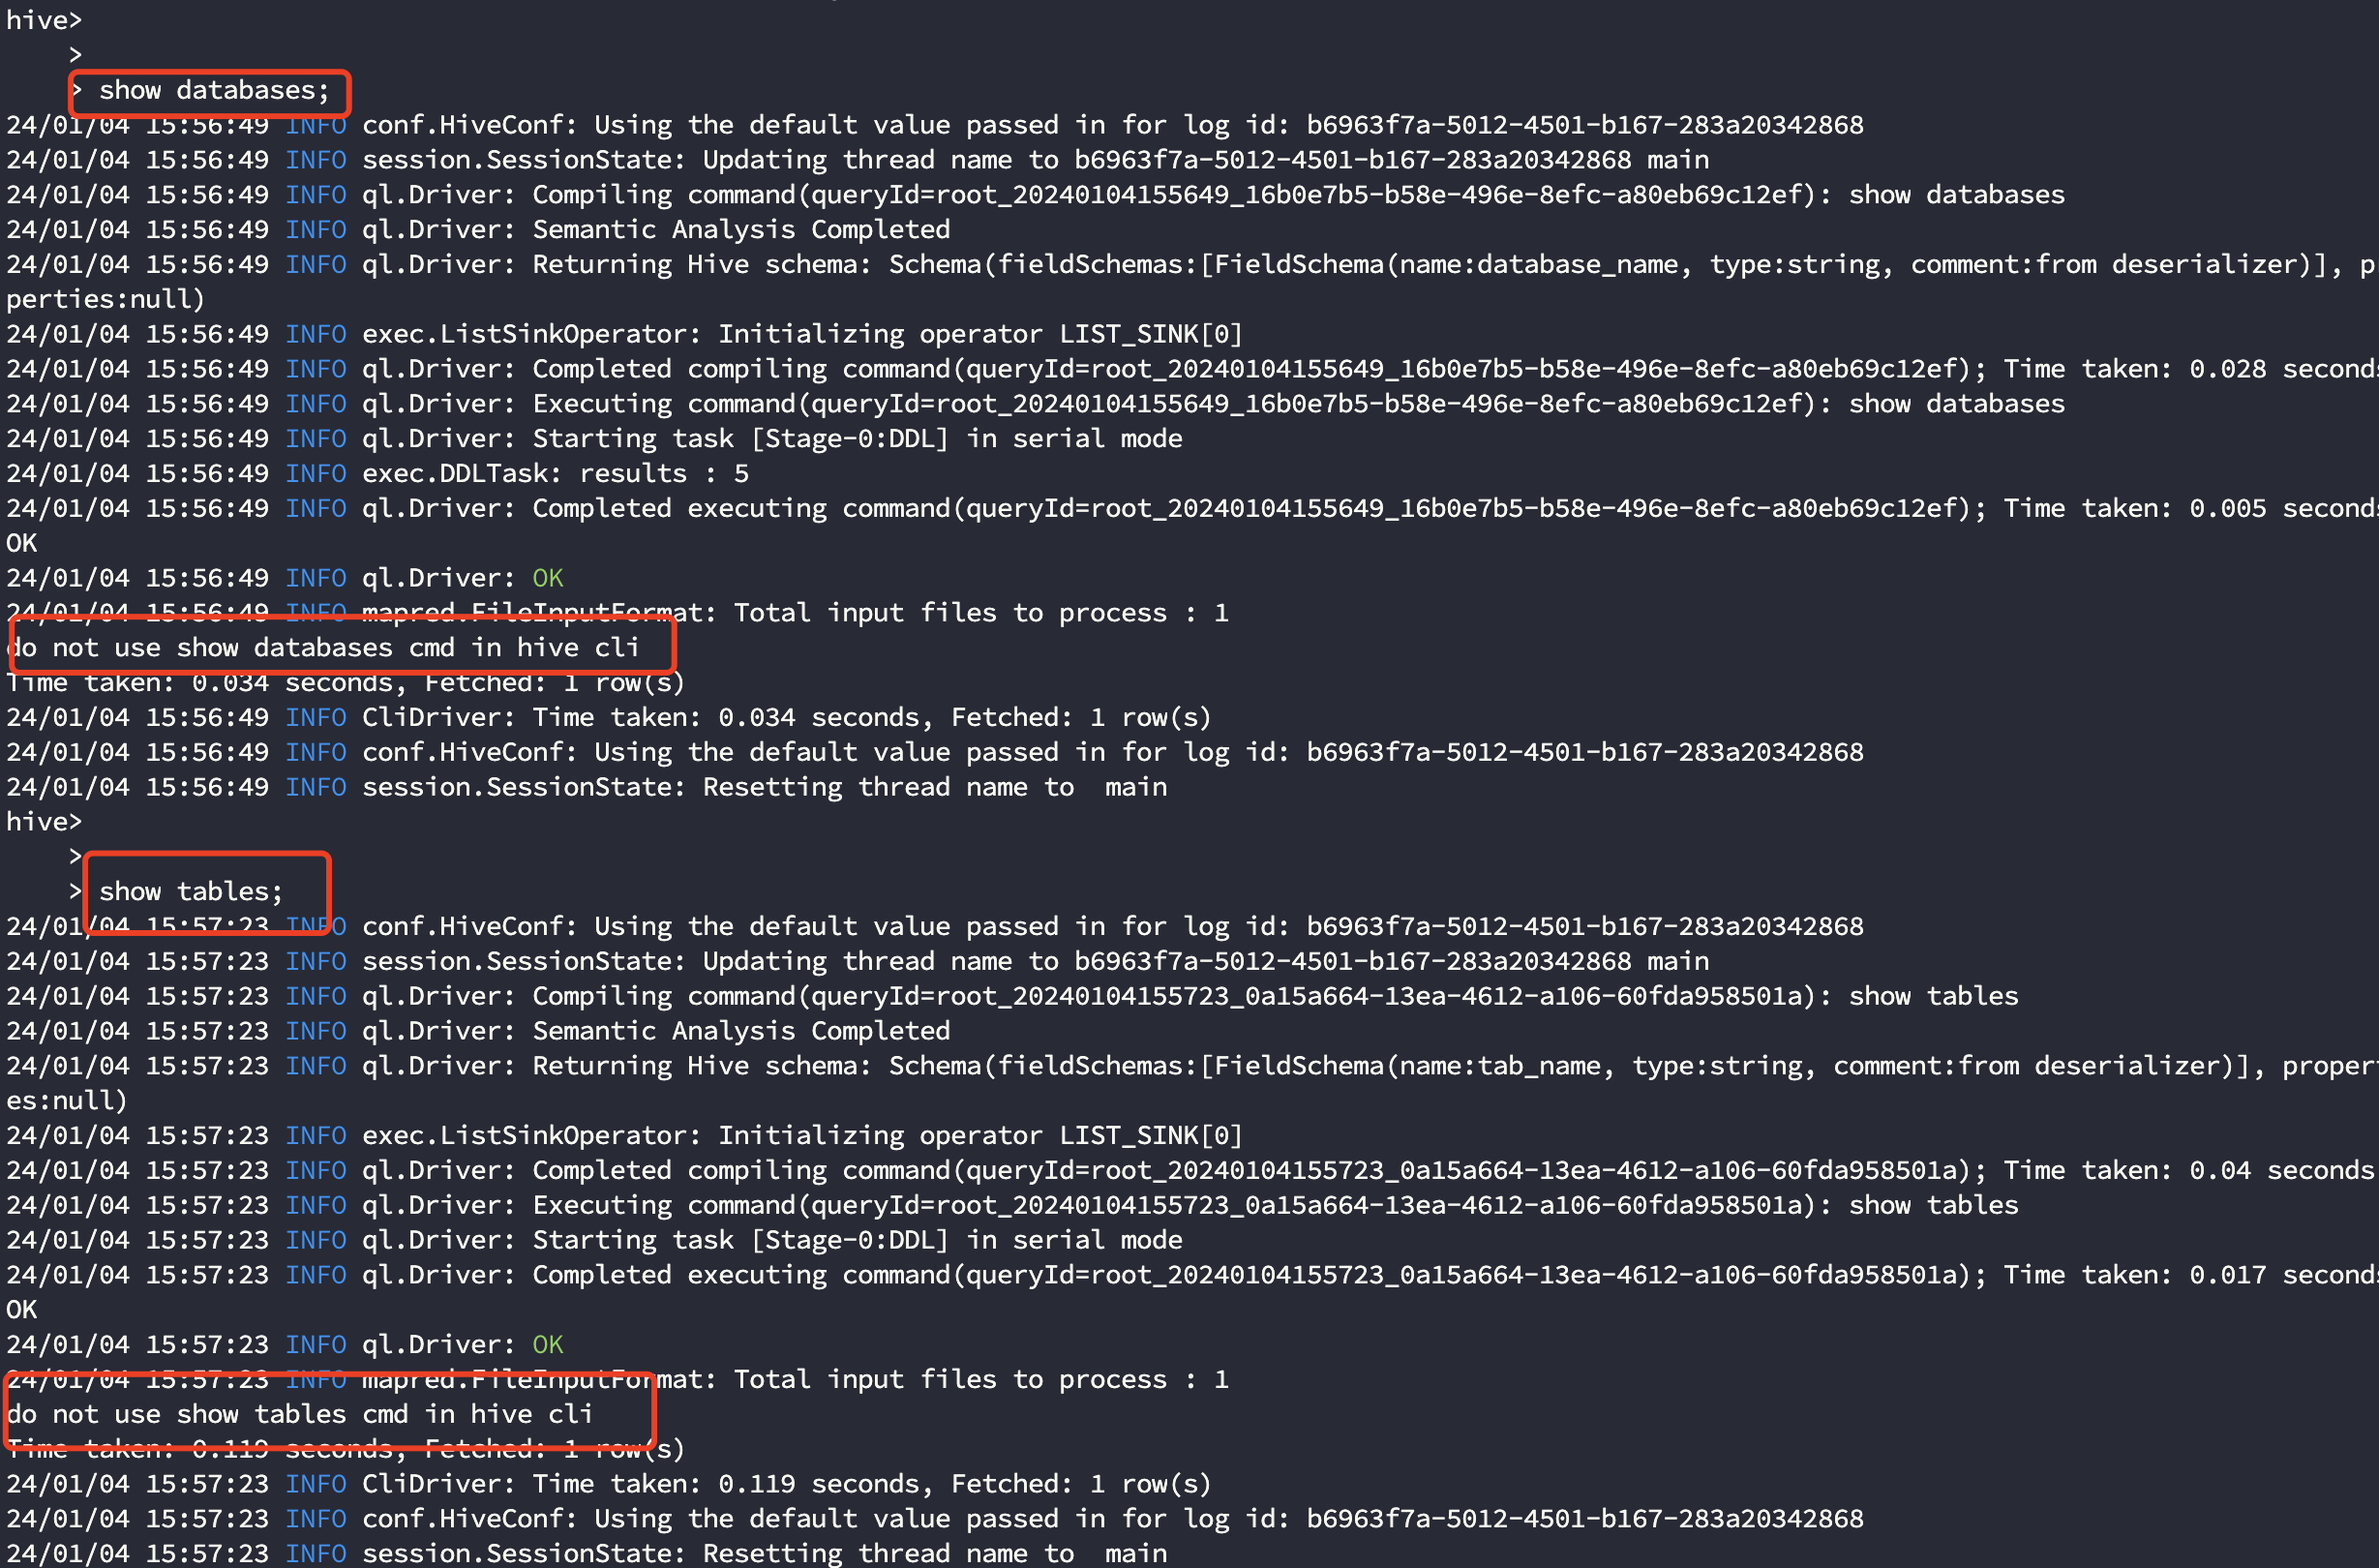 hive>
    >
    > show databases;
24/01/04 15:56:49 INFO conf.HiveConf: Using the default value passed in for log id: b6963f7a-5012-4501-b167-283a20342868
24/01/04 15:56:49 INFO session.SessionState: Updating thread name to b6963f7a-5012-4501-b167-283a20342868 main
24/01/04 15:56:49 INFO ql.Driver: Compiling command(queryId=root_20240104155649_16b0e7b5-b58e-496e-8efc-a80eb69c12ef): show databases
24/01/04 15:56:49 INFO ql.Driver: Semantic Analysis Completed
24/01/04 15:56:49 INFO ql.Driver: Returning Hive schema: Schema(fieldSchemas:[FieldSchema(name:database_name, type:string, comment:from deserializer)], p
perties:null)
24/01/04 15:56:49 INFO exec.ListSinkOperator: Initializing operator LIST_SINK[0]
24/01/04 15:56:49 INFO ql.Driver: Completed compiling command(queryId=root_20240104155649_16b0e7b5-b58e-496e-8efc-a80eb69c12ef); Time taken: 0.028 seconds
24/01/04 15:56:49 INFO ql.Driver: Executing command(queryId=root_20240104155649_16b0e7b5-b58e-496e-8efc-a80eb69c12ef): show databases
24/01/04 15:56:49 INFO ql.Driver: Starting task [Stage-0:DDL] in serial mode
24/01/04 15:56:49 INFO exec.DDLTask: results : 5
24/01/04 15:56:49 INFO ql.Driver: Completed executing command(queryId=root_20240104155649_16b0e7b5-b58e-496e-8efc-a80eb69c12ef); Time taken: 0.005 seconds
OK
24/01/04 15:56:49 INFO ql.Driver: OK
24/01/04 15:56:49 INFO mapred.FileInputFormat: Total input files to process : 1
do not use show databases cmd in hive cli
Time taken: 0.034 seconds, Fetched: 1 row(s)
24/01/04 15:56:49 INFO CliDriver: Time taken: 0.034 seconds, Fetched: 1 row(s)
24/01/04 15:56:49 INFO conf.HiveConf: Using the default value passed in for log id: b6963f7a-5012-4501-b167-283a20342868
24/01/04 15:56:49 INFO session.SessionState: Resetting thread name to  main
hive>
    >
    > show tables;
24/01/04 15:57:23 INFO conf.HiveConf: Using the default value passed in for log id: b6963f7a-5012-4501-b167-283a20342868
24/01/04 15:57:23 INFO session.SessionState: Updating thread name to b6963f7a-5012-4501-b167-283a20342868 main
24/01/04 15:57:23 INFO ql.Driver: Compiling command(queryId=root_20240104155723_0a15a664-13ea-4612-a106-60fda958501a): show tables
24/01/04 15:57:23 INFO ql.Driver: Semantic Analysis Completed
24/01/04 15:57:23 INFO ql.Driver: Returning Hive schema: Schema(fieldSchemas:[FieldSchema(name:tab_name, type:string, comment:from deserializer)], propert
es:null)
24/01/04 15:57:23 INFO exec.ListSinkOperator: Initializing operator LIST_SINK[0]
24/01/04 15:57:23 INFO ql.Driver: Completed compiling command(queryId=root_20240104155723_0a15a664-13ea-4612-a106-60fda958501a); Time taken: 0.04 seconds
24/01/04 15:57:23 INFO ql.Driver: Executing command(queryId=root_20240104155723_0a15a664-13ea-4612-a106-60fda958501a): show tables
24/01/04 15:57:23 INFO ql.Driver: Starting task [Stage-0:DDL] in serial mode
24/01/04 15:57:23 INFO ql.Driver: Completed executing command(queryId=root_20240104155723_0a15a664-13ea-4612-a106-60fda958501a); Time taken: 0.017 seconds
OK
24/01/04 15:57:23 INFO ql.Driver: OK
24/01/04 15:57:23 INFO mapred.FileInputFormat: Total input files to process : 1
do not use show tables cmd in hive cli
Time taken: 0.119 seconds, Fetched: 1 row(s)
24/01/04 15:57:23 INFO CliDriver: Time taken: 0.119 seconds, Fetched: 1 row(s)
24/01/04 15:57:23 INFO conf.HiveConf: Using the default value passed in for log id: b6963f7a-5012-4501-b167-283a20342868
24/01/04 15:57:23 INFO session.SessionState: Resetting thread name to  main